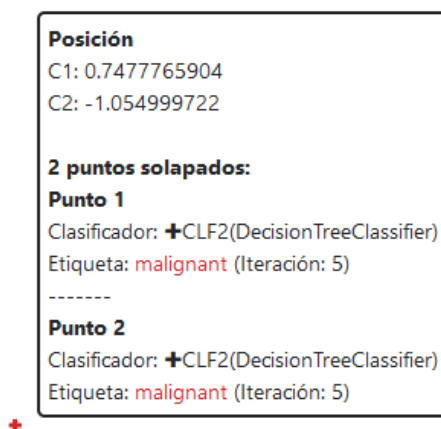 Posición
C1: 0.7477765904
C2: -1.054999722
2 puntos solapados:
Punto 1
Clasificador: ✚CLF2(DecisionTreeClassifier)
Etiqueta: malignant (Iteración: 5)
-------
Punto 2
Clasificador: ✚CLF2(DecisionTreeClassifier)
Etiqueta: malignant (Iteración: 5)